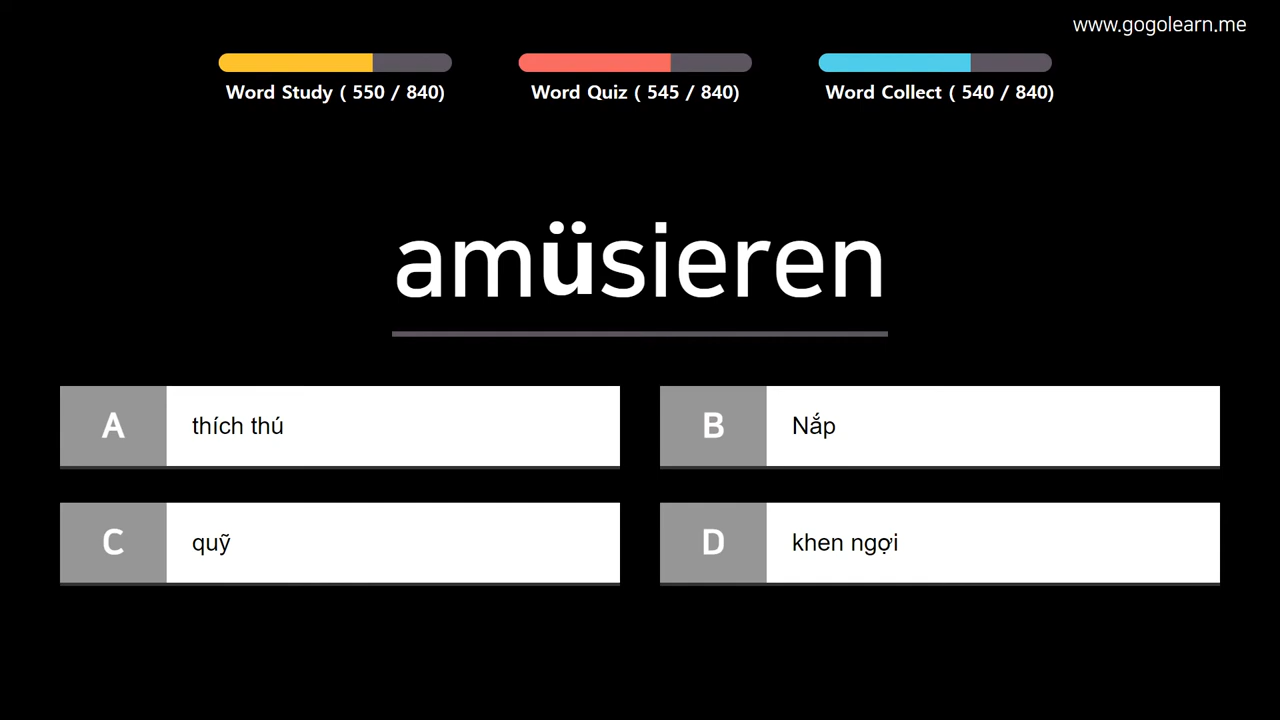 www.gogolearn.me
Word Study ( 550 / 840)
Word Quiz ( 545 / 840)
Word Collect ( 540 / 840)
amüsieren
A thích thú
B Nắp
C quỹ
D khen ngợi